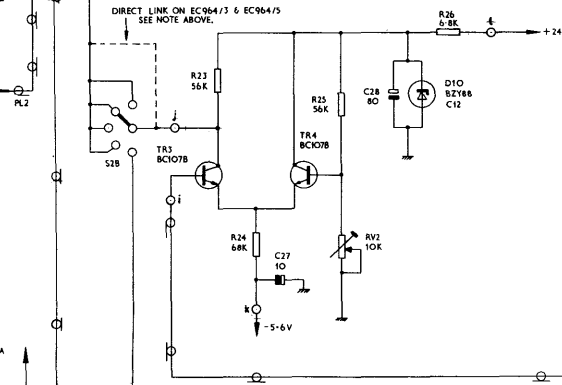 DIRECT LINK ON EC964/3 & EC964/5
SEE NOTE ABOVE.
R26
6·8K
+24
R23
56K
R25
56K
C28
80
D10
BZY88
C12
PL2
j
S2B
TR3
BC107B
TR4
BC107B
i
R24
68K
C27
10
RV2
10K
k
-5·6V
A